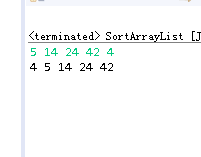 <terminated> SortArrayList [J
5 14 24 42 4
4 5 14 24 42